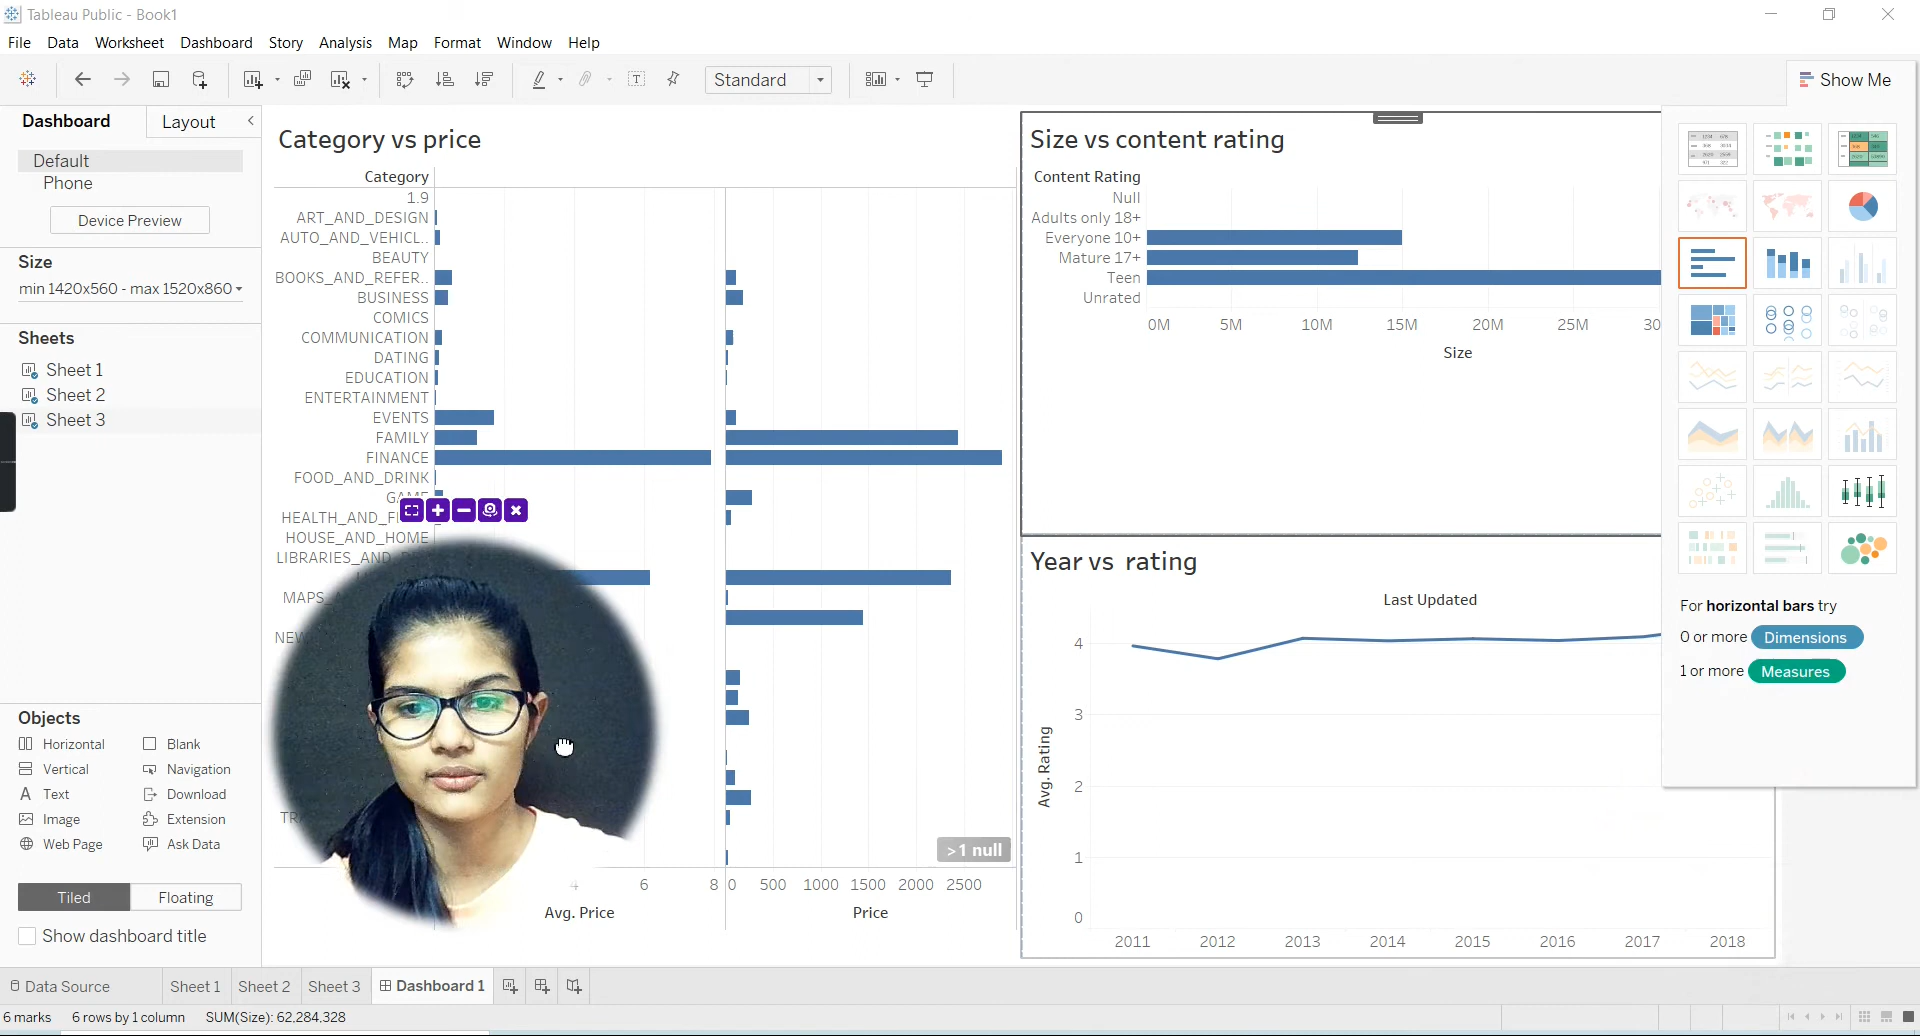 Tableau Public - Book1
File Data Worksheet Dashboard Story Analysis Map Format Window Help
Standard
Show Me
Dashboard Layout
Default
Phone
Device Preview
Size
min 1420x560 - max 1520x860
Sheets
Sheet 1
Sheet 2
Sheet 3
Objects
Horizontal Blank
Vertical Navigation
Text Download
Image Extension
Web Page Ask Data
Tiled Floating
Show dashboard title
Category vs price
Category
1.9
ART_AND_DESIGN
AUTO_AND_VEHICL..
BEAUTY
BOOKS_AND_REFER..
BUSINESS
COMICS
COMMUNICATION
DATING
EDUCATION
ENTERTAINMENT
EVENTS
FAMILY
FINANCE
FOOD_AND_DRINK
GAME
HEALTH_AND_F
HOUSE_AND_HOME
LIBRARIES_AND_
MAPS_
NEW
TR
>1 null
4 6 8 0 500 1000 1500 2000 2500
Avg. Price Price
Size vs content rating
Content Rating
Null
Adults only 18+
Everyone 10+
Mature 17+
Teen
Unrated
0M 5M 10M 15M 20M 25M 30
Size
Year vs rating
Last Updated
4
3
2
1
0
Avg. Rating
2011 2012 2013 2014 2015 2016 2017 2018
For horizontal bars try
0 or more Dimensions
1 or more Measures
Data Source Sheet 1 Sheet 2 Sheet 3 Dashboard 1
6 marks 6 rows by 1 column SUM(Size): 62,284,328